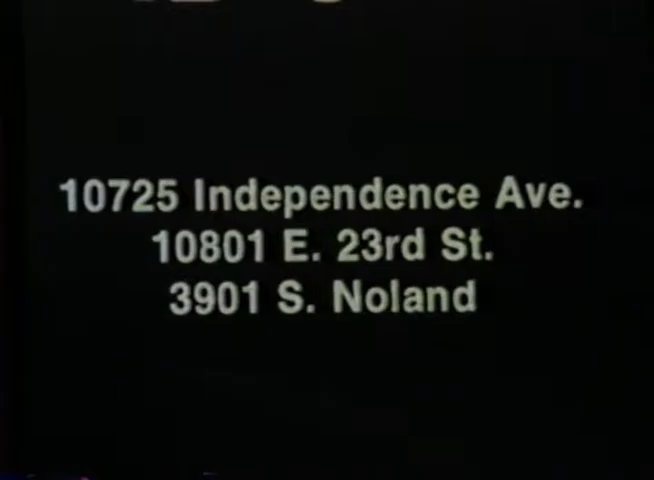 10725 Independence Ave.
10801 E. 23rd St.
3901 S. Noland